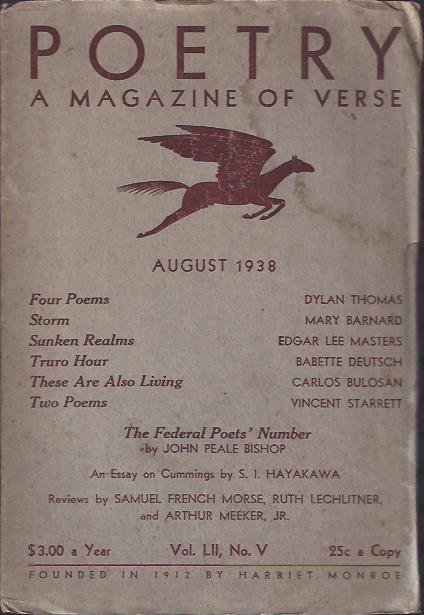 POETRY
A MAGAZINE OF VERSE
AUGUST 1938
Four Poems DYLAN THOMAS
Storm MARY BARNARD
Sunken Realms EDGAR LEE MASTERS
Truro Hour BABETTE DEUTSCH
These Are Also Living CARLOS BULOSAN
Two Poems VINCENT STARRETT
The Federal Poets' Number
by JOHN PEALE BISHOP
An Essay on Cummings by S. I. HAYAKAWA
Reviews by SAMUEL FRENCH MORSE, RUTH LECHLITNER,
and ARTHUR MEEKER, JR.
$3.00 a Year Vol. LII, No. V 25c a Copy
FOUNDED IN 1912 BY HARRIET MONROE